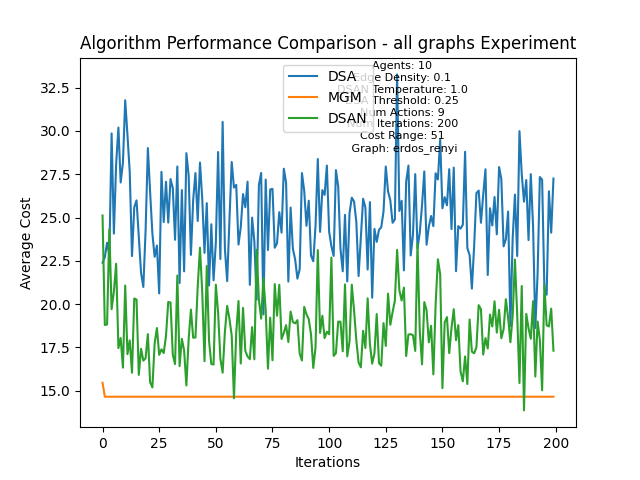 Algorithm Performance Comparison - all graphs Experiment
Agents: 10
Edge Density: 0.1
DSAN Temperature: 1.0
Threshold: 0.25
Num Actions: 9
Num Iterations: 200
Cost Range: 51
Graph: erdos_renyi
DSA
MGM
DSAN
Average Cost
32.5
30.0
27.5
25.0
22.5
20.0
17.5
15.0
0
25
50
75
100
125
150
175
200
Iterations